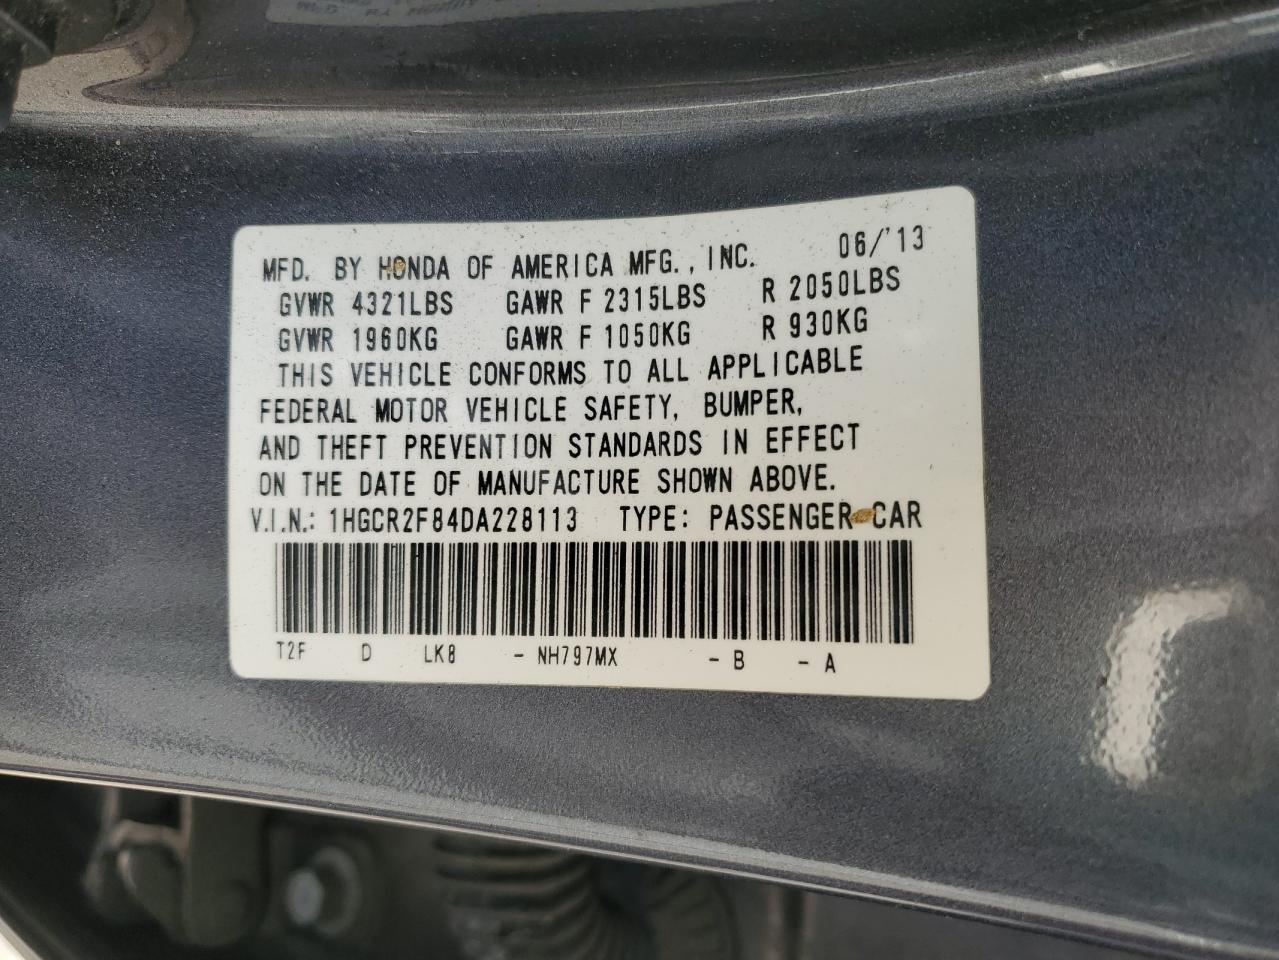 MFD. BY HONDA OF AMERICA MFG., INC. 06/'13
GVWR 4321LBS GAWR F 2315LBS R 2050LBS
GVWR 1960KG GAWR F 1050KG R 930KG
THIS VEHICLE CONFORMS TO ALL APPLICABLE
FEDERAL MOTOR VEHICLE SAFETY, BUMPER,
AND THEFT PREVENTION STANDARDS IN EFFECT
ON THE DATE OF MANUFACTURE SHOWN ABOVE.
V.I.N.: 1HGCR2F84DA228113 TYPE: PASSENGER CAR
T2F D LK8 - NH797MX - B - A